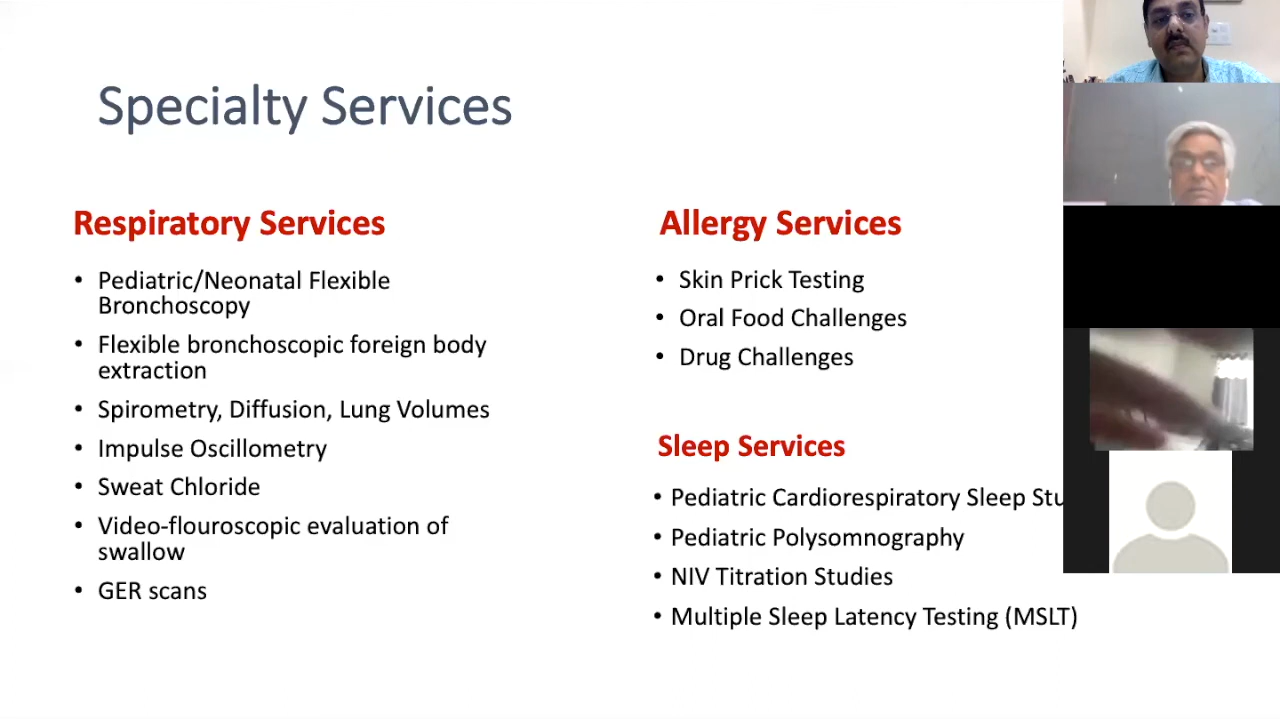 Specialty Services
Respiratory Services
• Pediatric/Neonatal Flexible
Bronchoscopy
• Flexible bronchoscopic foreign body
extraction
• Spirometry, Diffusion, Lung Volumes
• Impulse Oscillometry
• Sweat Chloride
• Video-flouroscopic evaluation of
swallow
• GER scans
Allergy Services
• Skin Prick Testing
• Oral Food Challenges
• Drug Challenges
Sleep Services
• Pediatric Cardiorespiratory Sleep
• Pediatric Polysomnography
• NIV Titration Studies
• Multiple Sleep Latency Testing (MSLT)